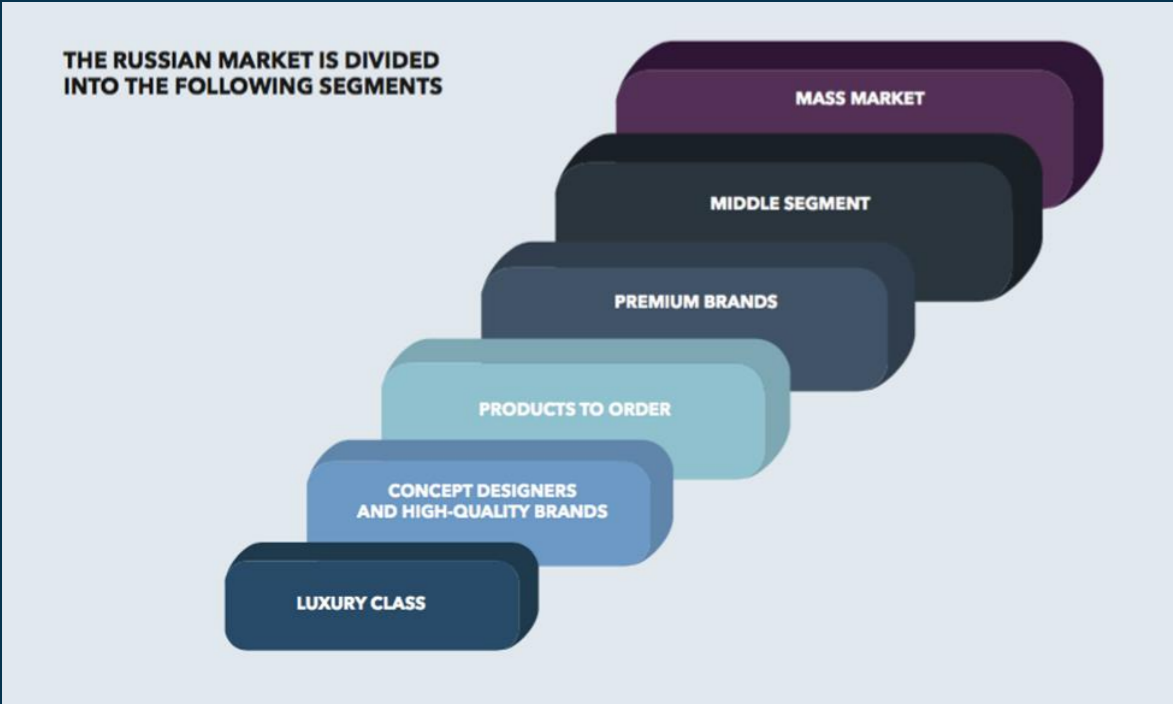 THE RUSSIAN MARKET IS DIVIDED
INTO THE FOLLOWING SEGMENTS
MASS MARKET
MIDDLE SEGMENT
PREMIUM BRANDS
PRODUCTS TO ORDER
CONCEPT DESIGNERS
AND HIGH-QUALITY BRANDS
LUXURY CLASS